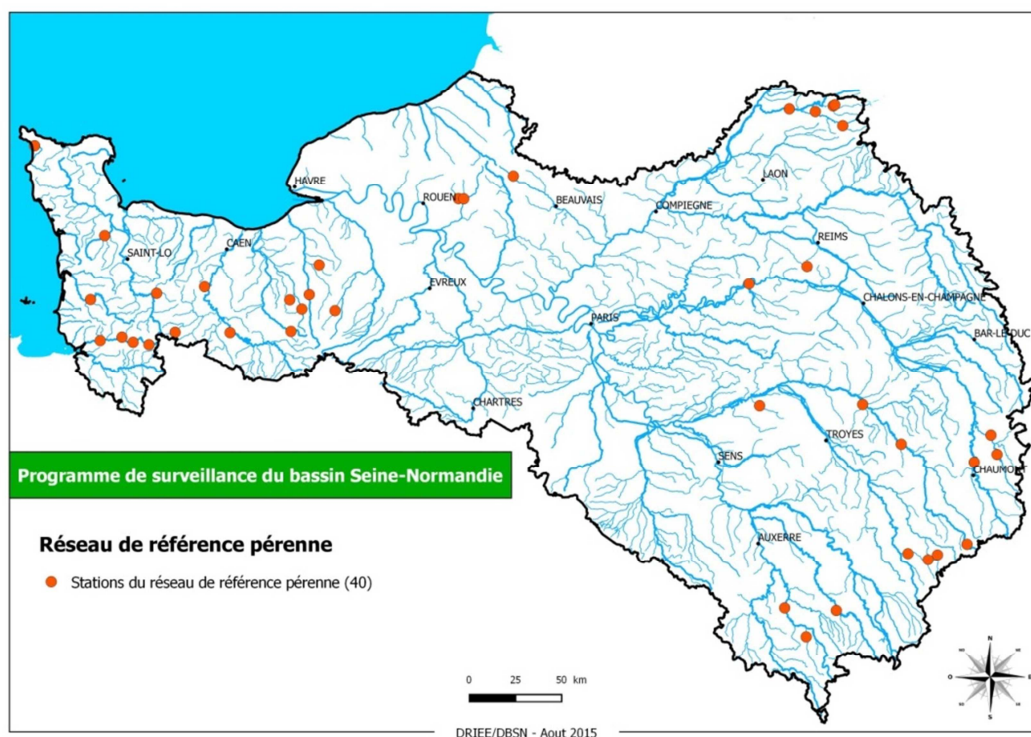 LAON
HAVRE
ROUEN
BEAUVAIS
COMPIEGNE
SAINT-LO
CAEN
REIMS
EVREUX
CHALONS-EN-CHAMPAGNE
PARIS
BAR-LE-DUC
CHARTRES
TROYES
SENS
CHAUMONT
Programme de surveillance du bassin Seine-Normandie
AUXERRE
Réseau de référence pérenne
Stations du réseau de référence pérenne (40)
N
O
E
S
0 25 50 km
DRIEE/DBSN - Aout 2015